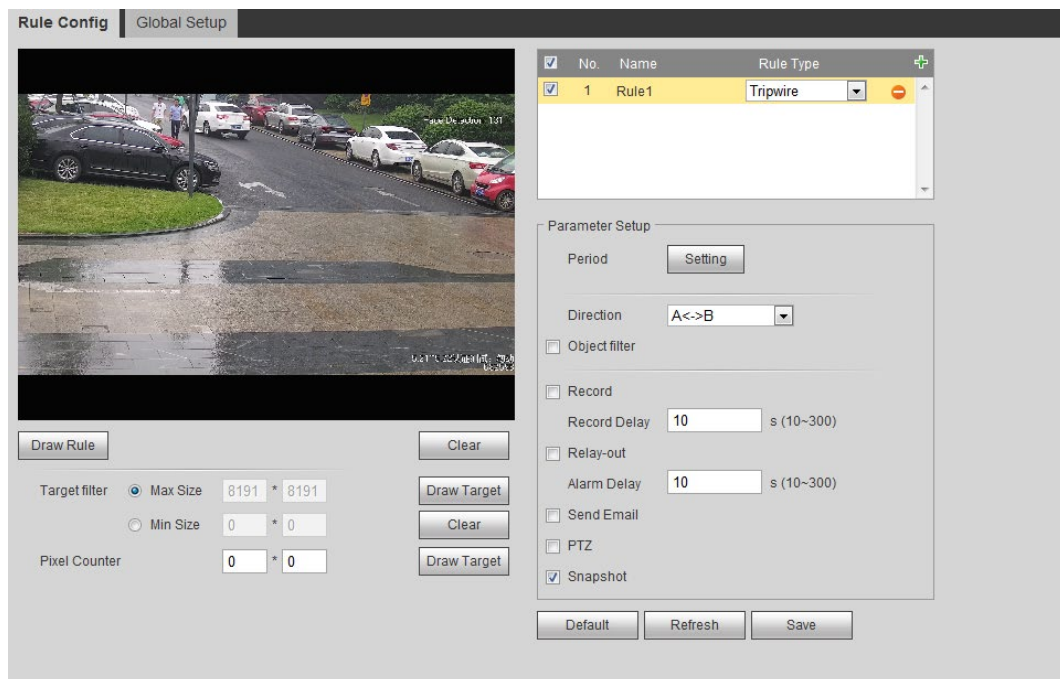 Rule Config Global Setup
No. Name Rule Type
1 Rule1 Tripwire
Face Detection 131
Parameter Setup
Period Setting
Direction A<->B
Object filter
Record
Record Delay 10 s (10~300)
Relay-out
Alarm Delay 10 s (10~300)
Send Email
PTZ
Snapshot
Draw Rule Clear
Target filter Max Size 8191 * 8191 Draw Target
Min Size 0 * 0 Clear
Pixel Counter 0 * 0 Draw Target
Default Refresh Save